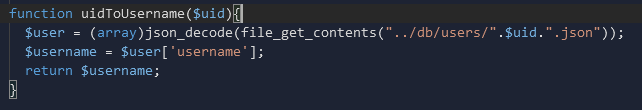 function uidToUsername($uid){
$user = (array)json_decode(file_get_contents("../db/users/".$uid.".json"));
$username = $user['username'];
return $username;
}